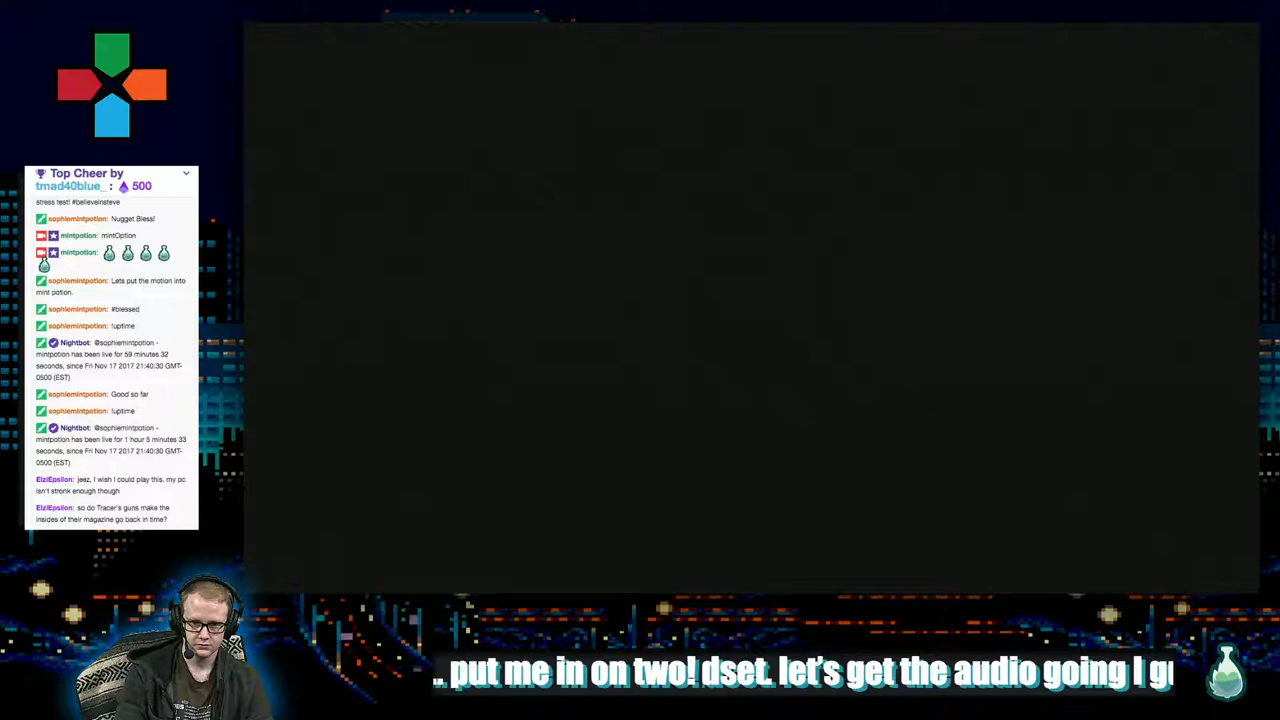 Top Cheer by
tmad40blue_ : 500
stress test! #believeinsteve
sophiemintpotion: Nugget Bless!
mintpotion: mintOption
mintpotion:
sophiemintpotion: Lets put the motion into
mint potion.
sophiemintpotion: #blessed
sophiemintpotion: !uptime
Nightbot: @sophiemintpotion -
mintpotion has been live for 59 minutes 32
seconds, since Fri Nov 17 2017 21:40:30 GMT-
0500 (EST)
sophiemintpotion: Good so far
sophiemintpotion: !uptime
Nightbot: @sophiemintpotion -
mintpotion has been live for 1 hour 5 minutes 33
seconds, since Fri Nov 17 2017 21:40:30 GMT-
0500 (EST)
ElziEpsilon: jeez, I wish I could play this. my pc
isn't stronk enough though
ElziEpsilon: so do Tracer's guns make the
insides of their magazine go back in time?
.. put me in on two! dset. let's get the audio going I